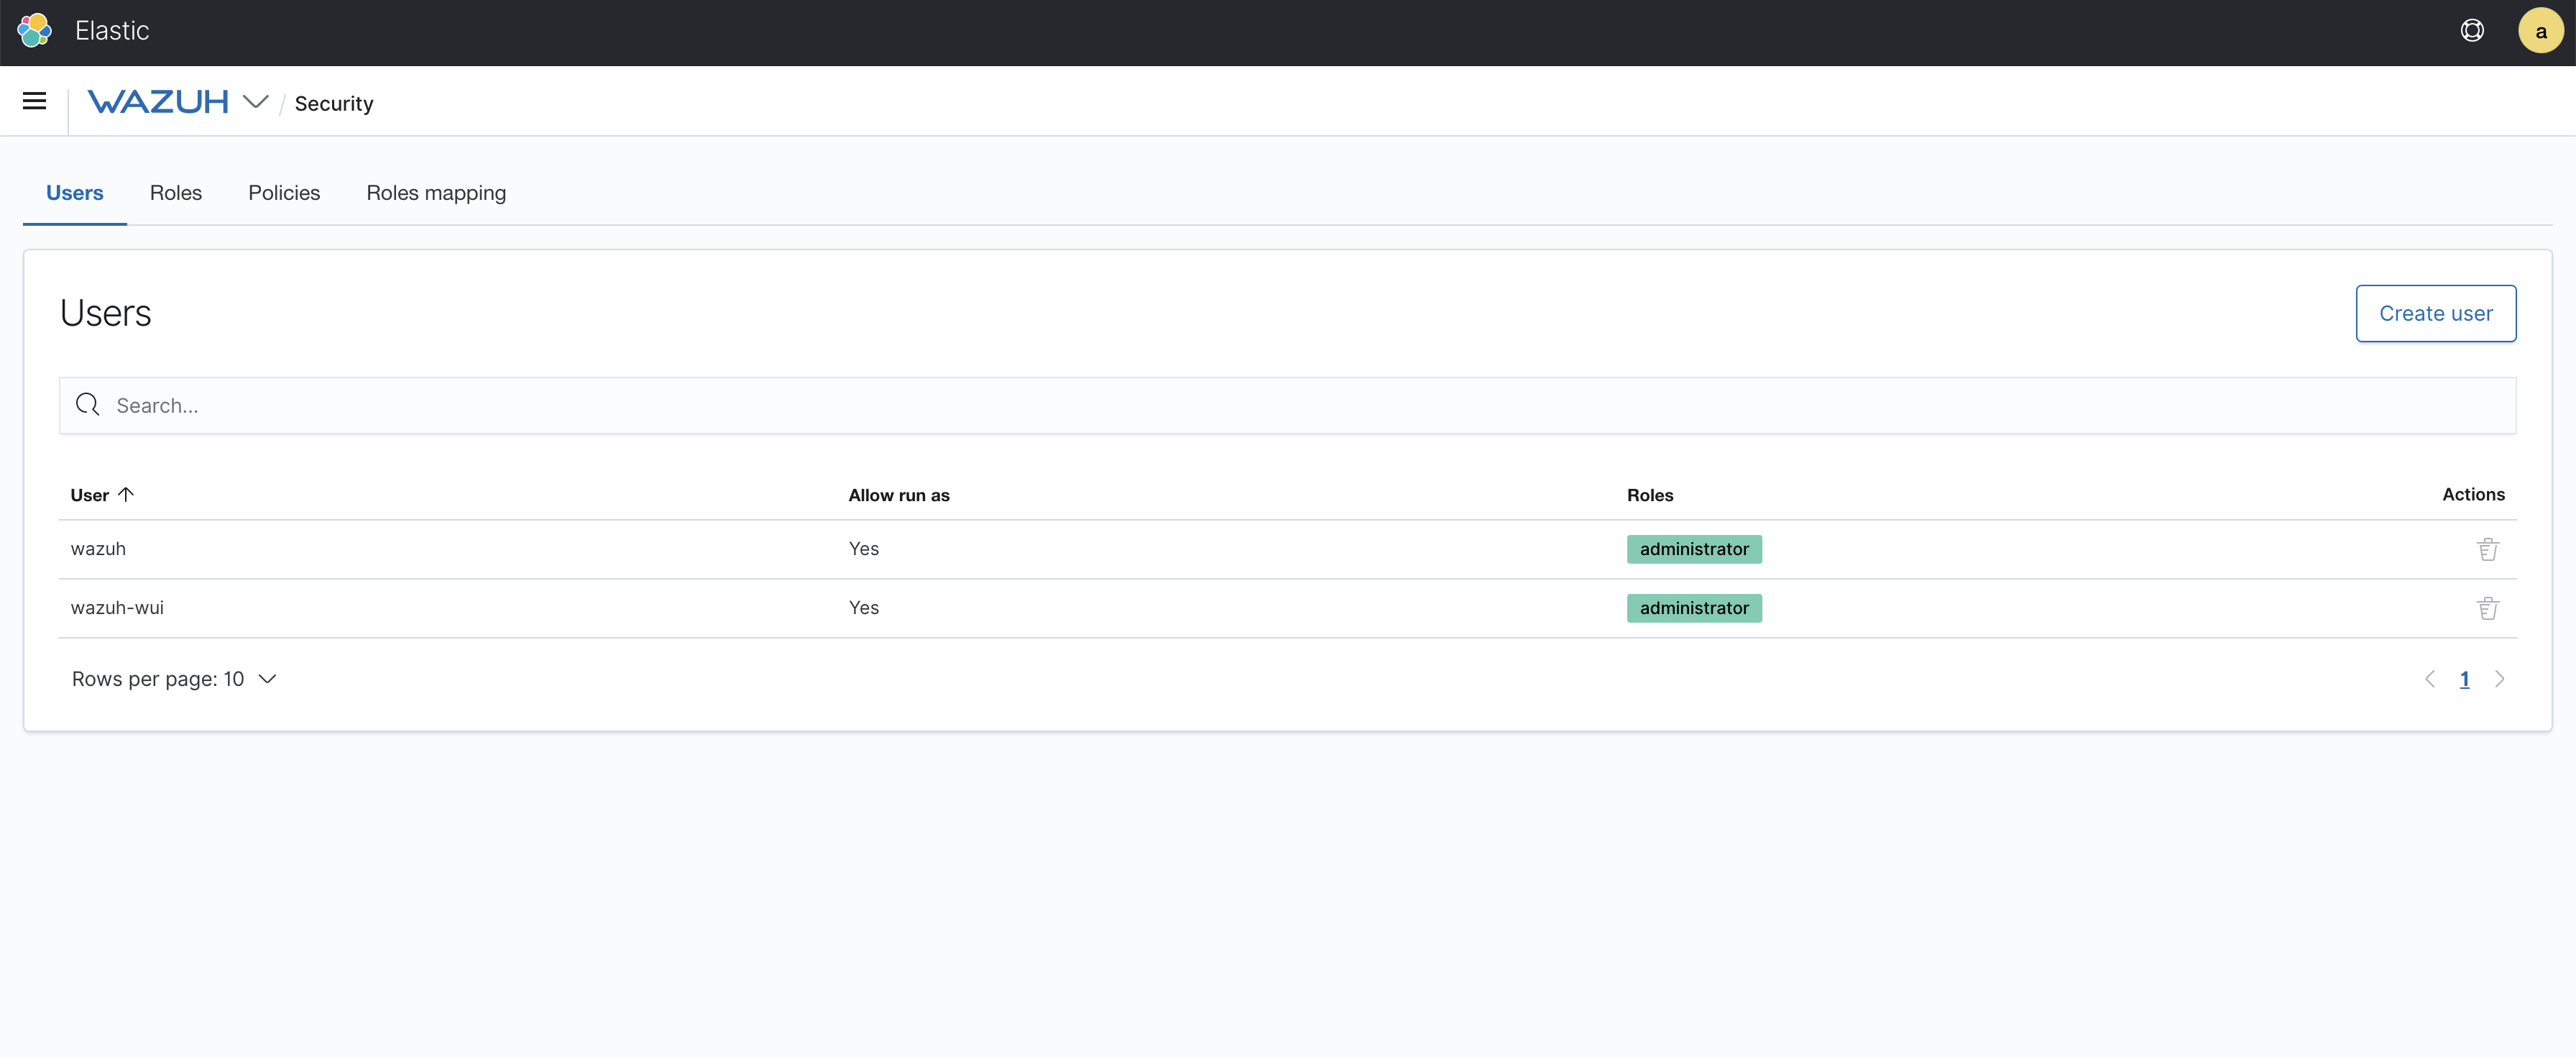 Elastic
a
WAZUH / Security
Users Roles Policies Roles mapping
Users
Create user
Search...
User Allow run as Roles Actions
wazuh Yes administrator
wazuh-wui Yes administrator
Rows per page: 10
1